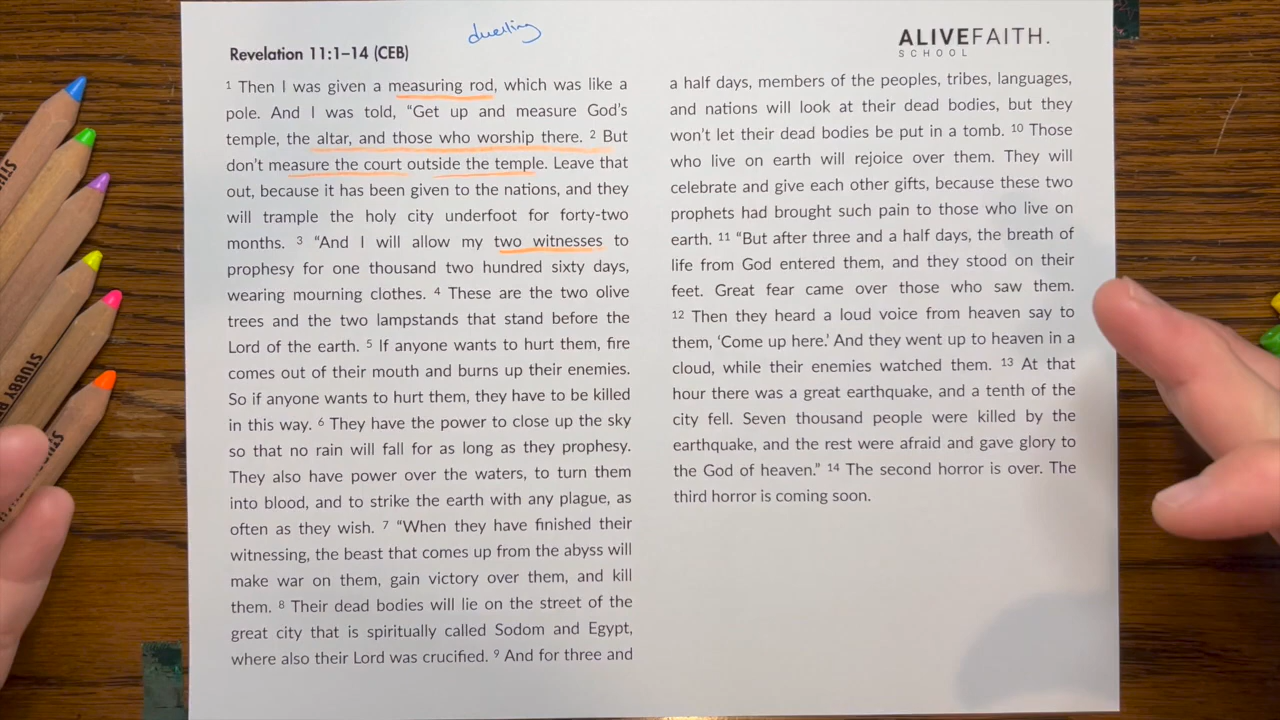 dwelling
Revelation 11:1–14 (CEB)
ALIVEFAITH.
SCHOOL
1 Then I was given a measuring rod, which was like a
pole. And I was told, “Get up and measure God’s
temple, the altar, and those who worship there. 2 But
don’t measure the court outside the temple. Leave that
out, because it has been given to the nations, and they
will trample the holy city underfoot for forty-two
months. 3 “And I will allow my two witnesses to
prophesy for one thousand two hundred sixty days,
wearing mourning clothes. 4 These are the two olive
trees and the two lampstands that stand before the
Lord of the earth. 5 If anyone wants to hurt them, fire
comes out of their mouth and burns up their enemies.
So if anyone wants to hurt them, they have to be killed
in this way. 6 They have the power to close up the sky
so that no rain will fall for as long as they prophesy.
They also have power over the waters, to turn them
into blood, and to strike the earth with any plague, as
often as they wish. 7 “When they have finished their
witnessing, the beast that comes up from the abyss will
make war on them, gain victory over them, and kill
them. 8 Their dead bodies will lie on the street of the
great city that is spiritually called Sodom and Egypt,
where also their Lord was crucified. 9 And for three and
a half days, members of the peoples, tribes, languages,
and nations will look at their dead bodies, but they
won’t let their dead bodies be put in a tomb. 10 Those
who live on earth will rejoice over them. They will
celebrate and give each other gifts, because these two
prophets had brought such pain to those who live on
earth. 11 “But after three and a half days, the breath of
life from God entered them, and they stood on their
feet. Great fear came over those who saw them.
12 Then they heard a loud voice from heaven say to
them, ‘Come up here.’ And they went up to heaven in a
cloud, while their enemies watched them. 13 At that
hour there was a great earthquake, and a tenth of the
city fell. Seven thousand people were killed by the
earthquake, and the rest were afraid and gave glory to
the God of heaven.” 14 The second horror is over. The
third horror is coming soon.
STUBBY